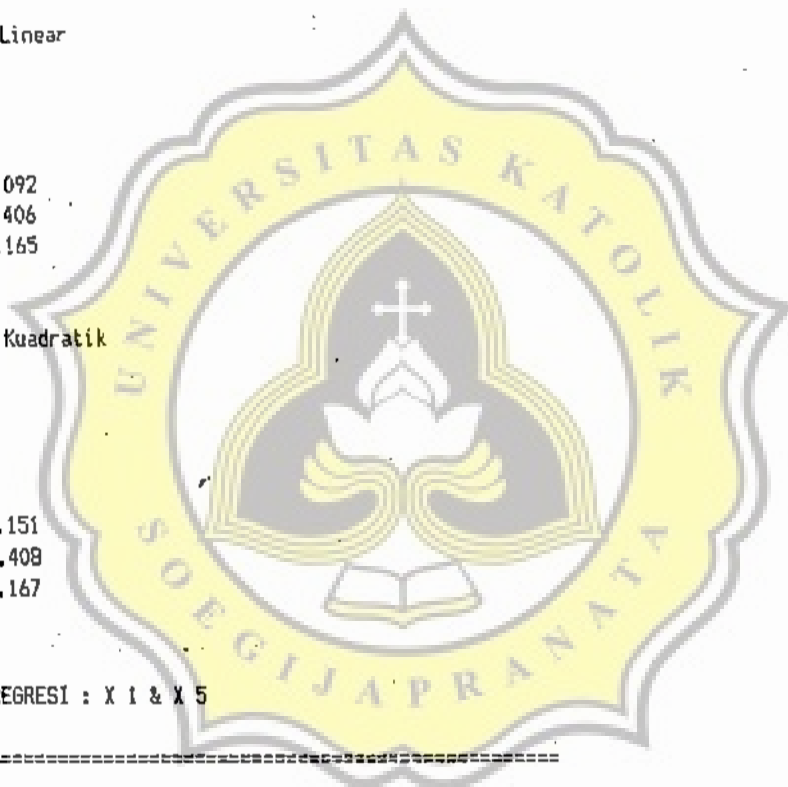 Linear
092
406
.165
Kuadratik
.151
.408
.167
EGRESI : X 1 & X 5
==========================================================
UNIVERSITAS KATOLIK
SOEGIJAPRANATA